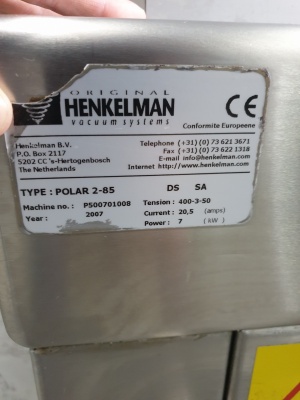 ORIGINAL
HENKELMAN
vacuum systems
CE
Conformite Europeene
Henkelman B.V.
P.O. Box 2117
5202 CC 's-Hertogenbosch
The Netherlands
Telephone (+31) (0) 73 621 3671
Fax (+31) (0) 73 622 1318
E-mail info@henkelman.com
Internet http://www.henkelman.com
TYPE : POLAR 2-85 DS SA
Machine no. : P500701008 Tension : 400-3-50
Year : 2007 Current : 20,5 (amps)
Power : 7 (kW)